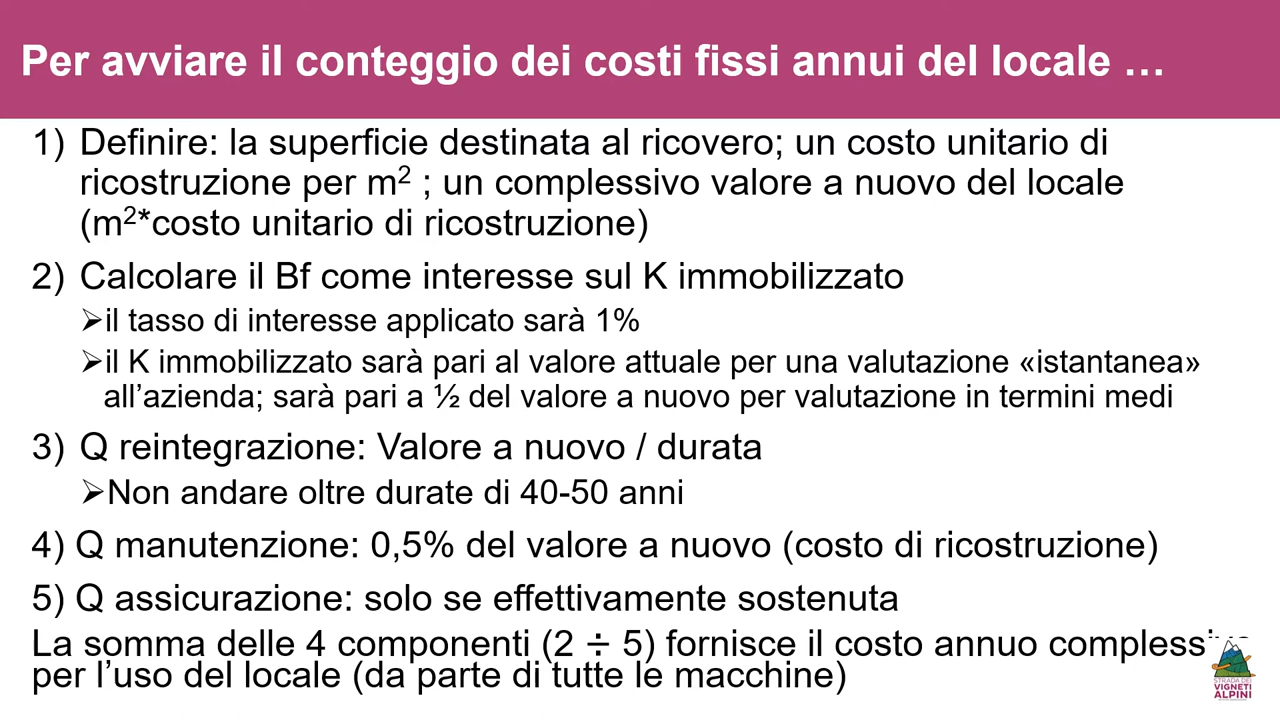 Per avviare il conteggio dei costi fissi annui del locale …
1) Definire: la superficie destinata al ricovero; un costo unitario di
ricostruzione per m² ; un complessivo valore a nuovo del locale
(m²*costo unitario di ricostruzione)
2) Calcolare il Bf come interesse sul K immobilizzato
➢il tasso di interesse applicato sarà 1%
➢il K immobilizzato sarà pari al valore attuale per una valutazione «istantanea»
all’azienda; sarà pari a ½ del valore a nuovo per valutazione in termini medi
3) Q reintegrazione: Valore a nuovo / durata
➢Non andare oltre durate di 40-50 anni
4) Q manutenzione: 0,5% del valore a nuovo (costo di ricostruzione)
5) Q assicurazione: solo se effettivamente sostenuta
La somma delle 4 componenti (2 ÷ 5) fornisce il costo annuo complessivo
per l’uso del locale (da parte di tutte le macchine)
STRADA DEI
VIGNETI
ALPINI